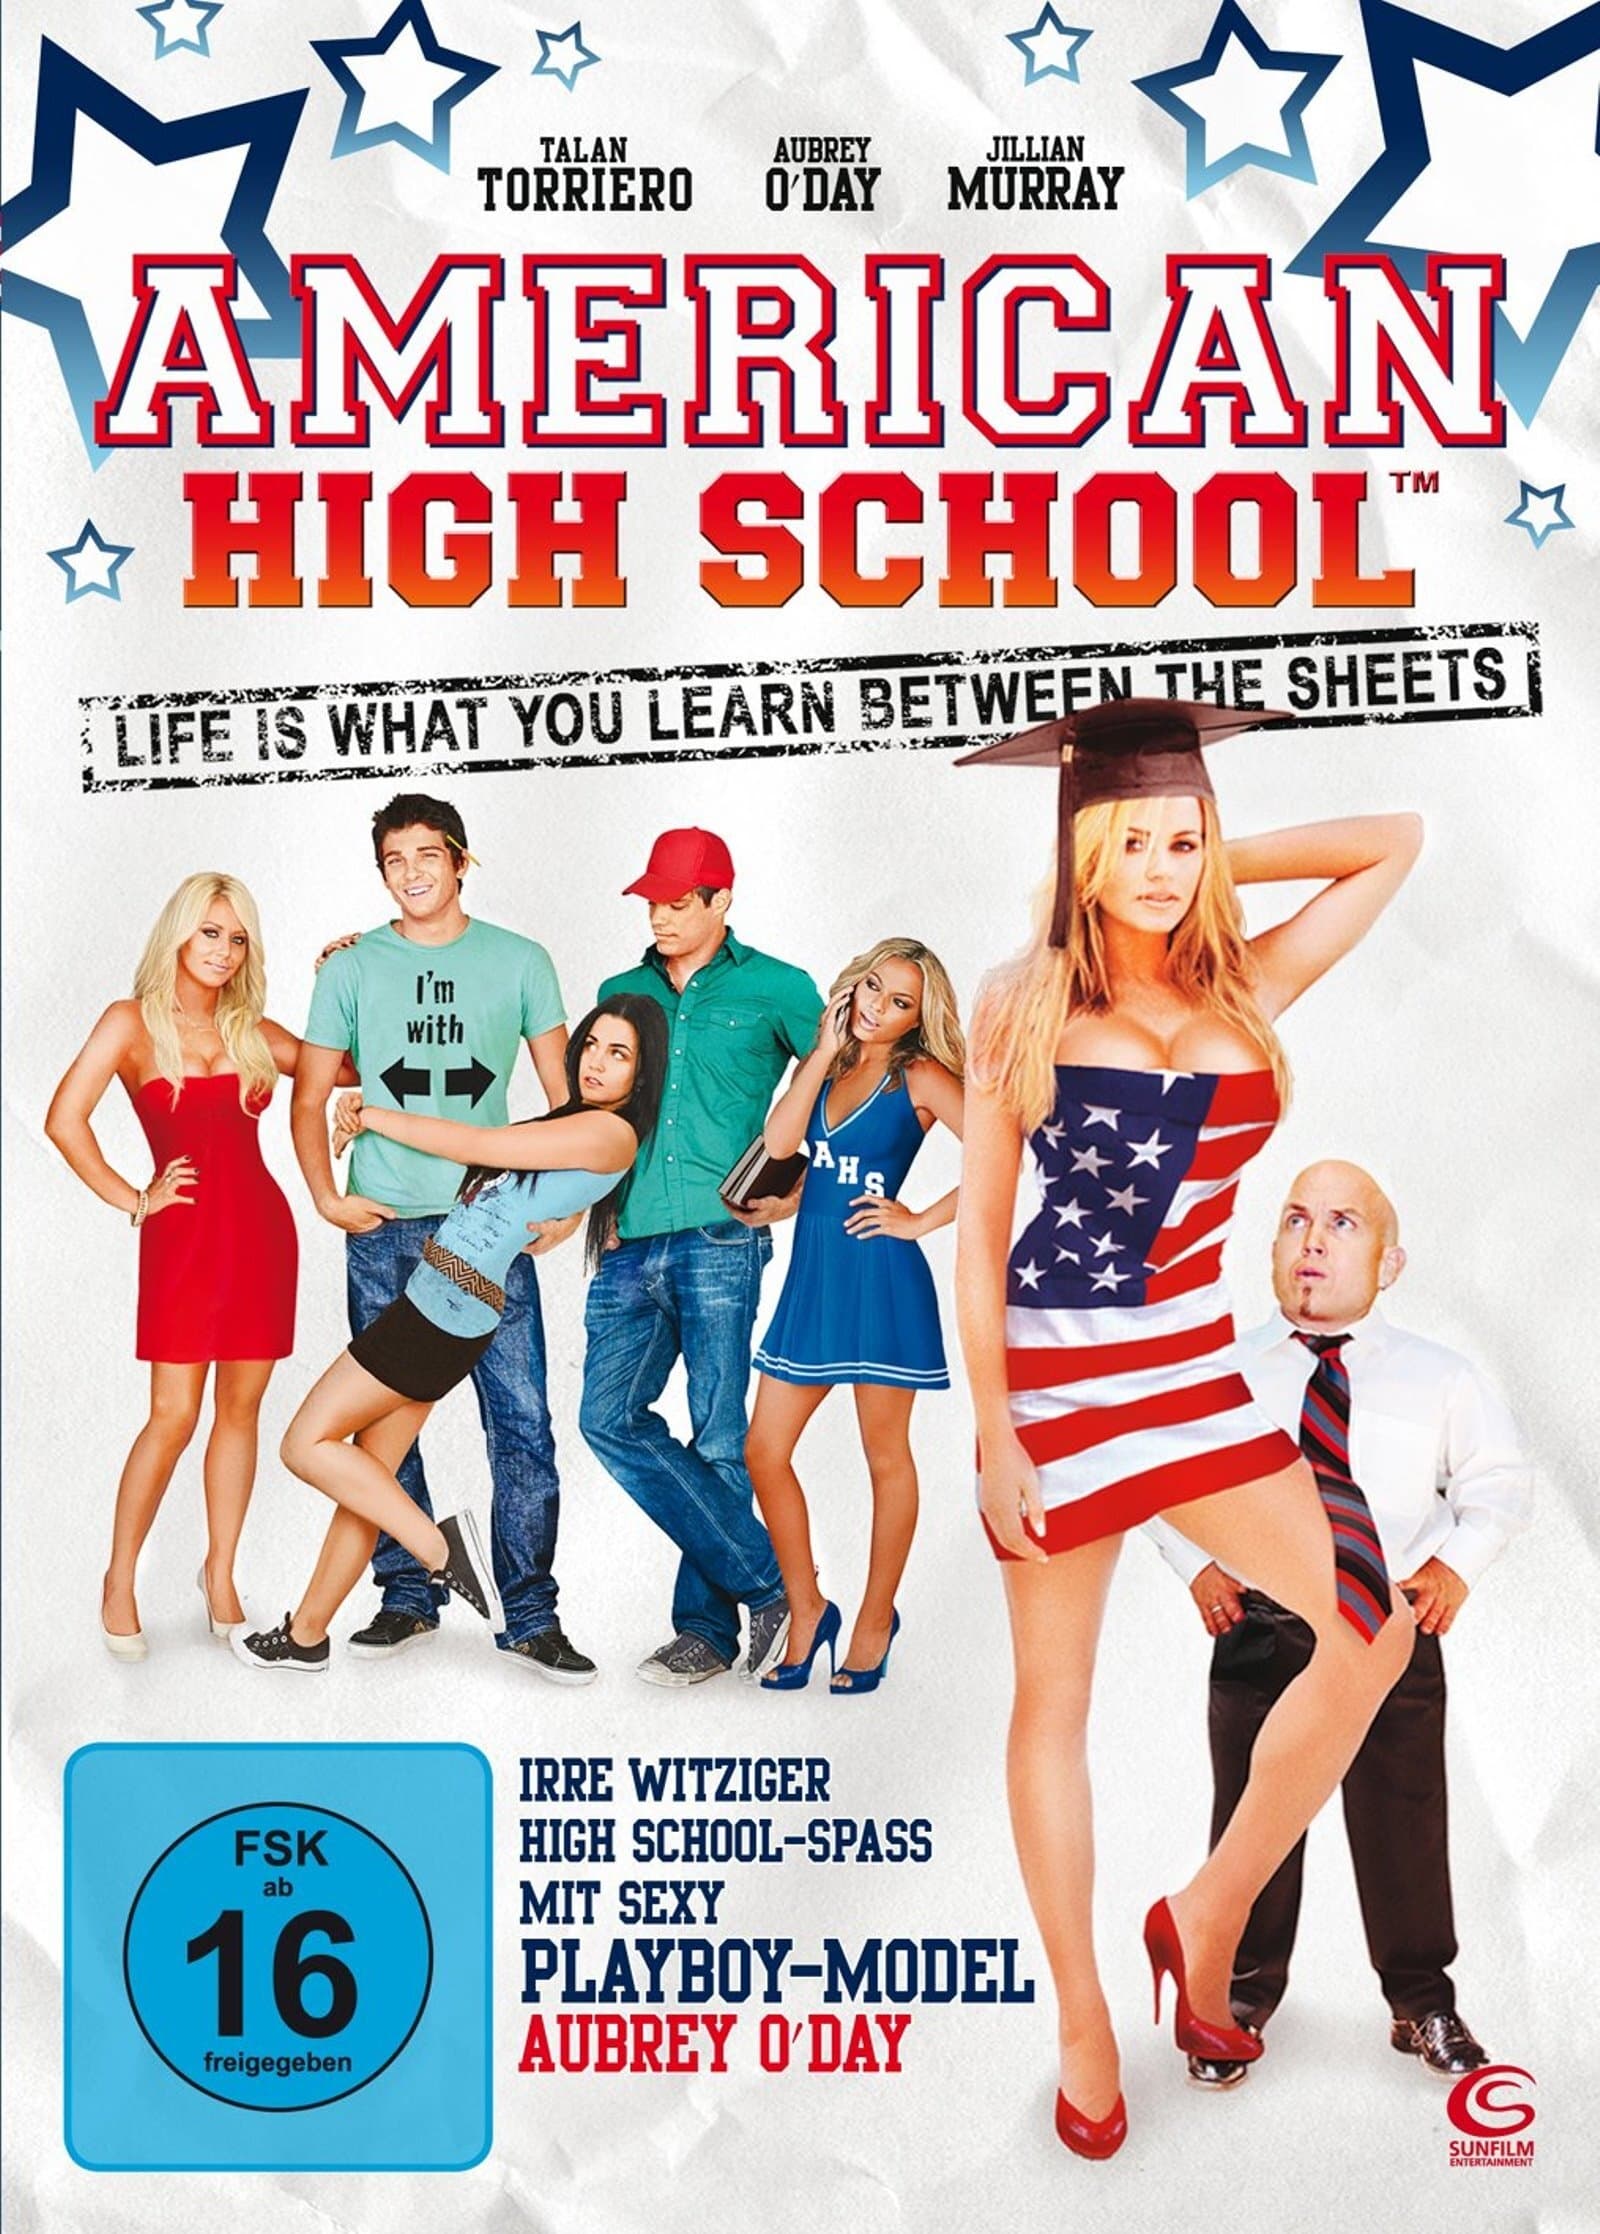 TALAN AUBREY JILLIAN
TORRIERO O'DAY MURRAY
AMERICAN
HIGH SCHOOL™
LIFE IS WHAT YOU LEARN BETWEEN THE SHEETS
I'm
with
AHS
IRRE WITZIGER
HIGH SCHOOL-SPASS
MIT SEXY
PLAYBOY-MODEL
AUBREY O'DAY
FSK
ab
16
freigegeben
SUNFILM
ENTERTAINMENT